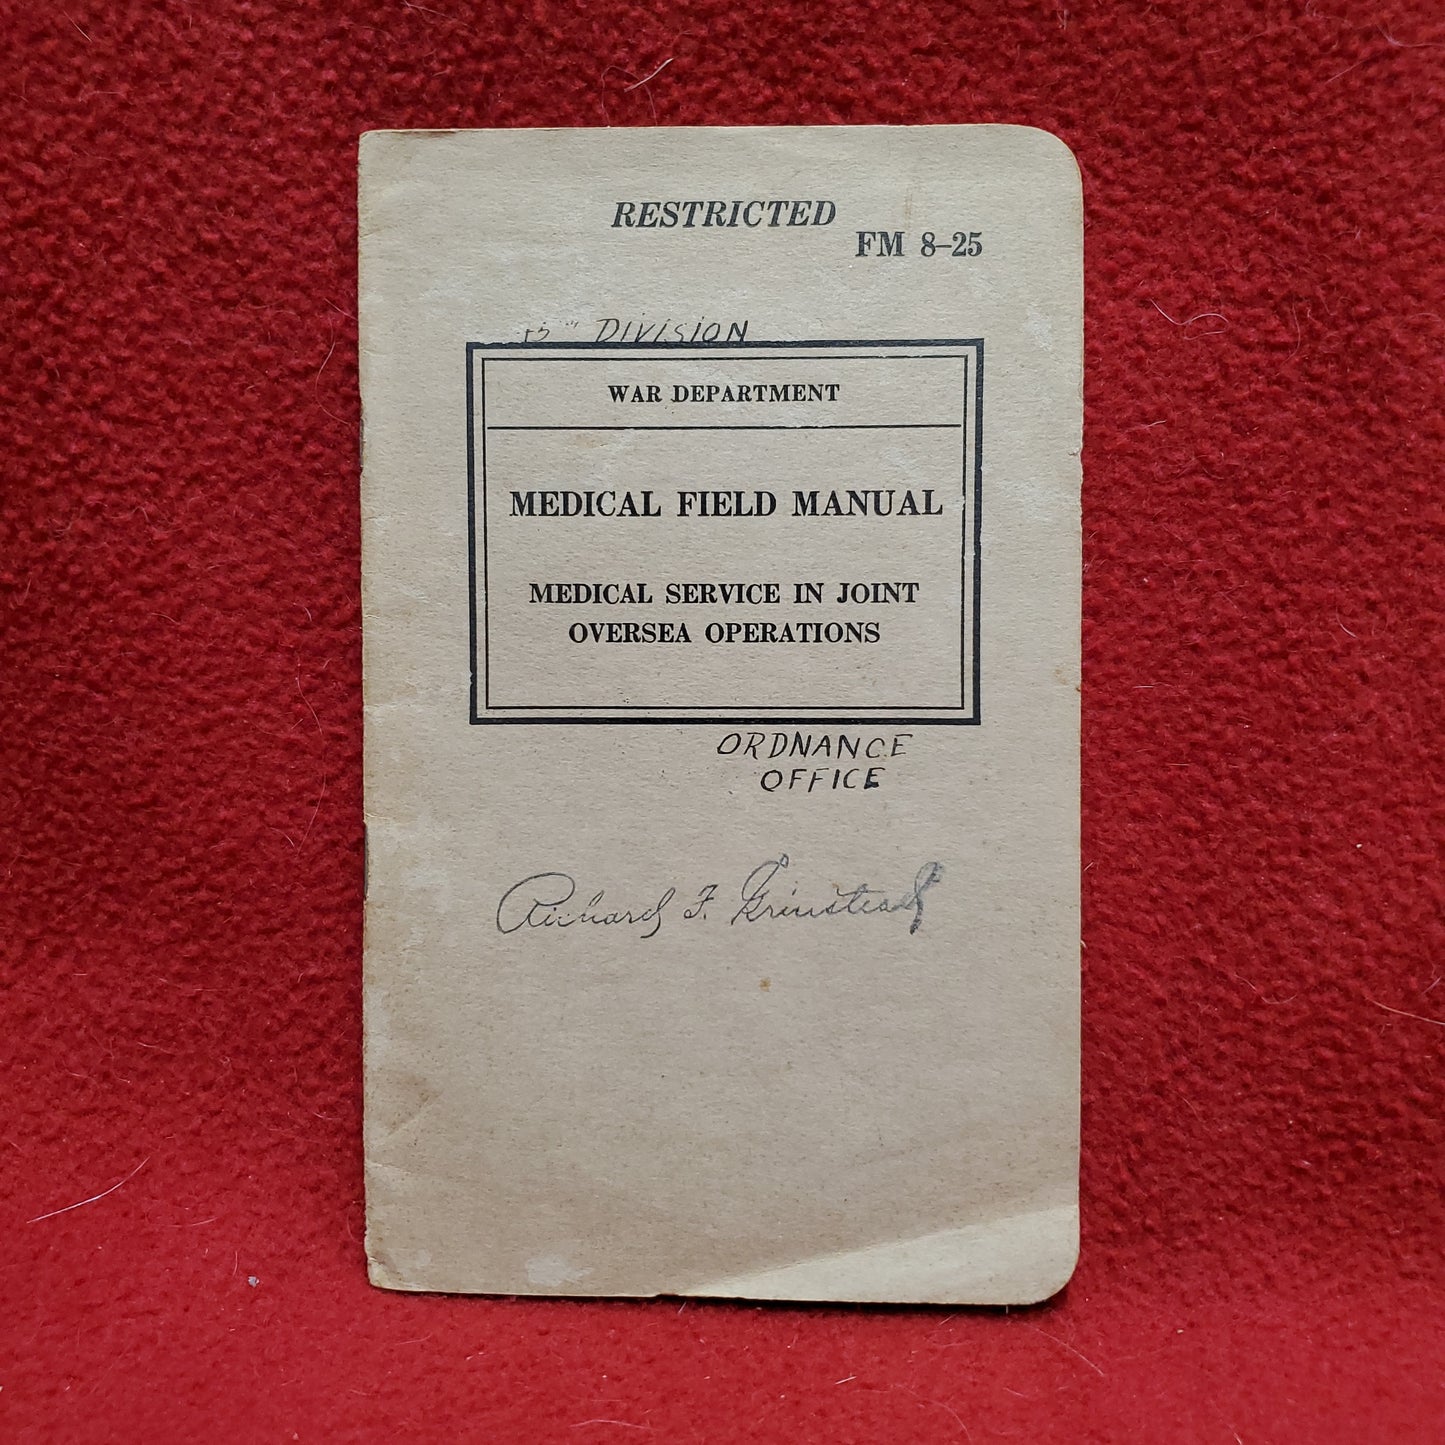 RESTRICTED
FM 8–25
DIVISION
WAR DEPARTMENT
MEDICAL FIELD MANUAL
MEDICAL SERVICE IN JOINT
OVERSEA OPERATIONS
ORDNANCE
OFFICE
Richard F. Grinstead